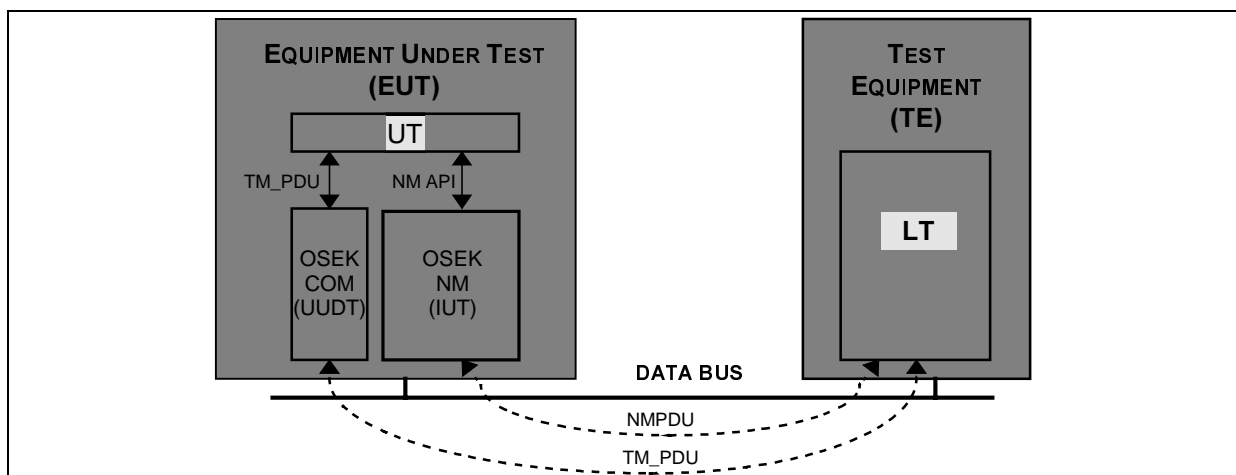 EQUIPMENT UNDER TEST
(EUT)
UT
TM_PDU
NM API
OSEK
COM
(UUDT)
OSEK
NM
(IUT)
TEST
EQUIPMENT
(TE)
LT
DATA BUS
NMPDU
TM_PDU